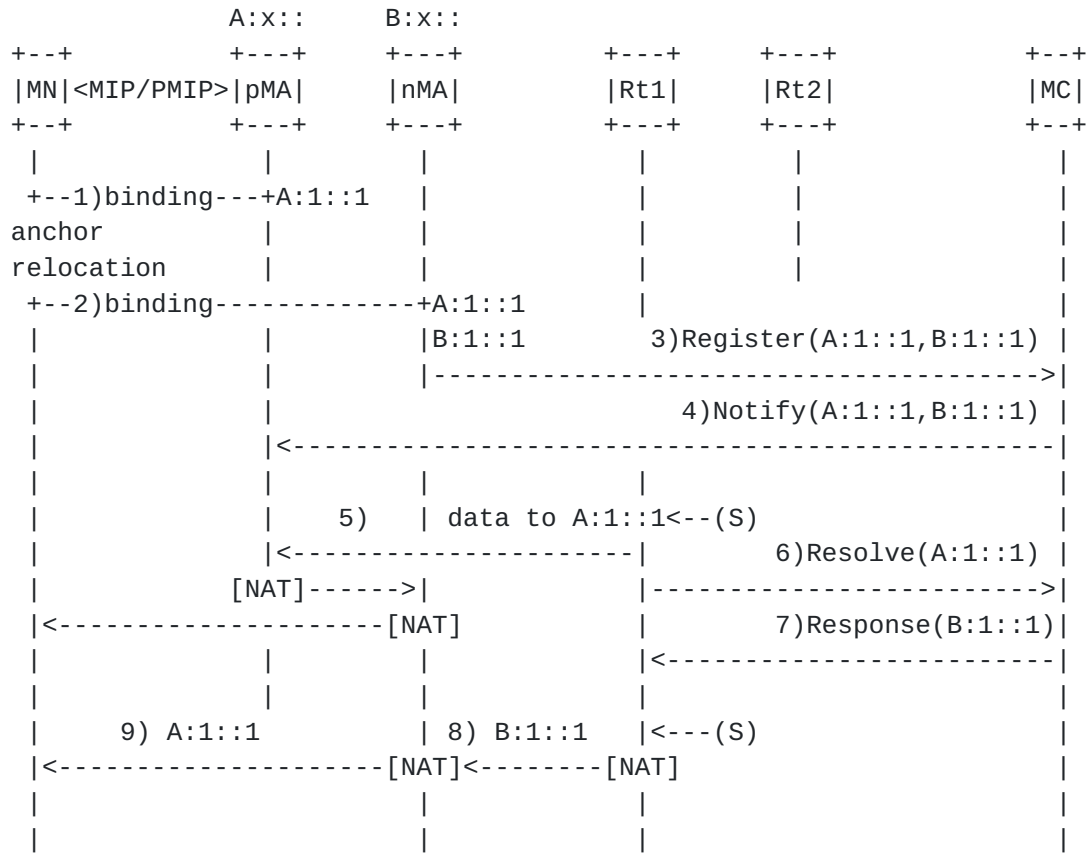 A:x::     B:x::
+--+          +---+     +---+         +---+     +---+            +--+
|MN|<MIP/PMIP>|pMA|     |nMA|         |Rt1|     |Rt2|            |MC|
+--+          +---+     +---+         +---+     +---+            +--+
 |              |         |             |         |                |
 +--1)binding---+A:1::1   |             |         |                |
anchor          |         |             |         |                |
relocation      |         |             |         |                |
 +--2)binding-------------+A:1::1       |                          |
 |              |         |B:1::1        3)Register(A:1::1,B:1::1) |
 |              |         |--------------------------------------->|
 |              |                          4)Notify(A:1::1,B:1::1) |
 |              |<-------------------------------------------------|
 |              |         |             |                          |
 |              |    5)   | data to A:1::1<--(S)                   |
 |              |<----------------------|        6)Resolve(A:1::1) |
 |            [NAT]------>|             |------------------------->|
 |<---------------------[NAT]           |        7)Response(B:1::1)|
 |              |         |             |<-------------------------|
 |              |         |             |                          |
 |     9) A:1::1          | 8) B:1::1   |<---(S)                   |
 |<---------------------[NAT]<--------[NAT]                        |
 |                        |             |                          |
 |                        |             |                          |